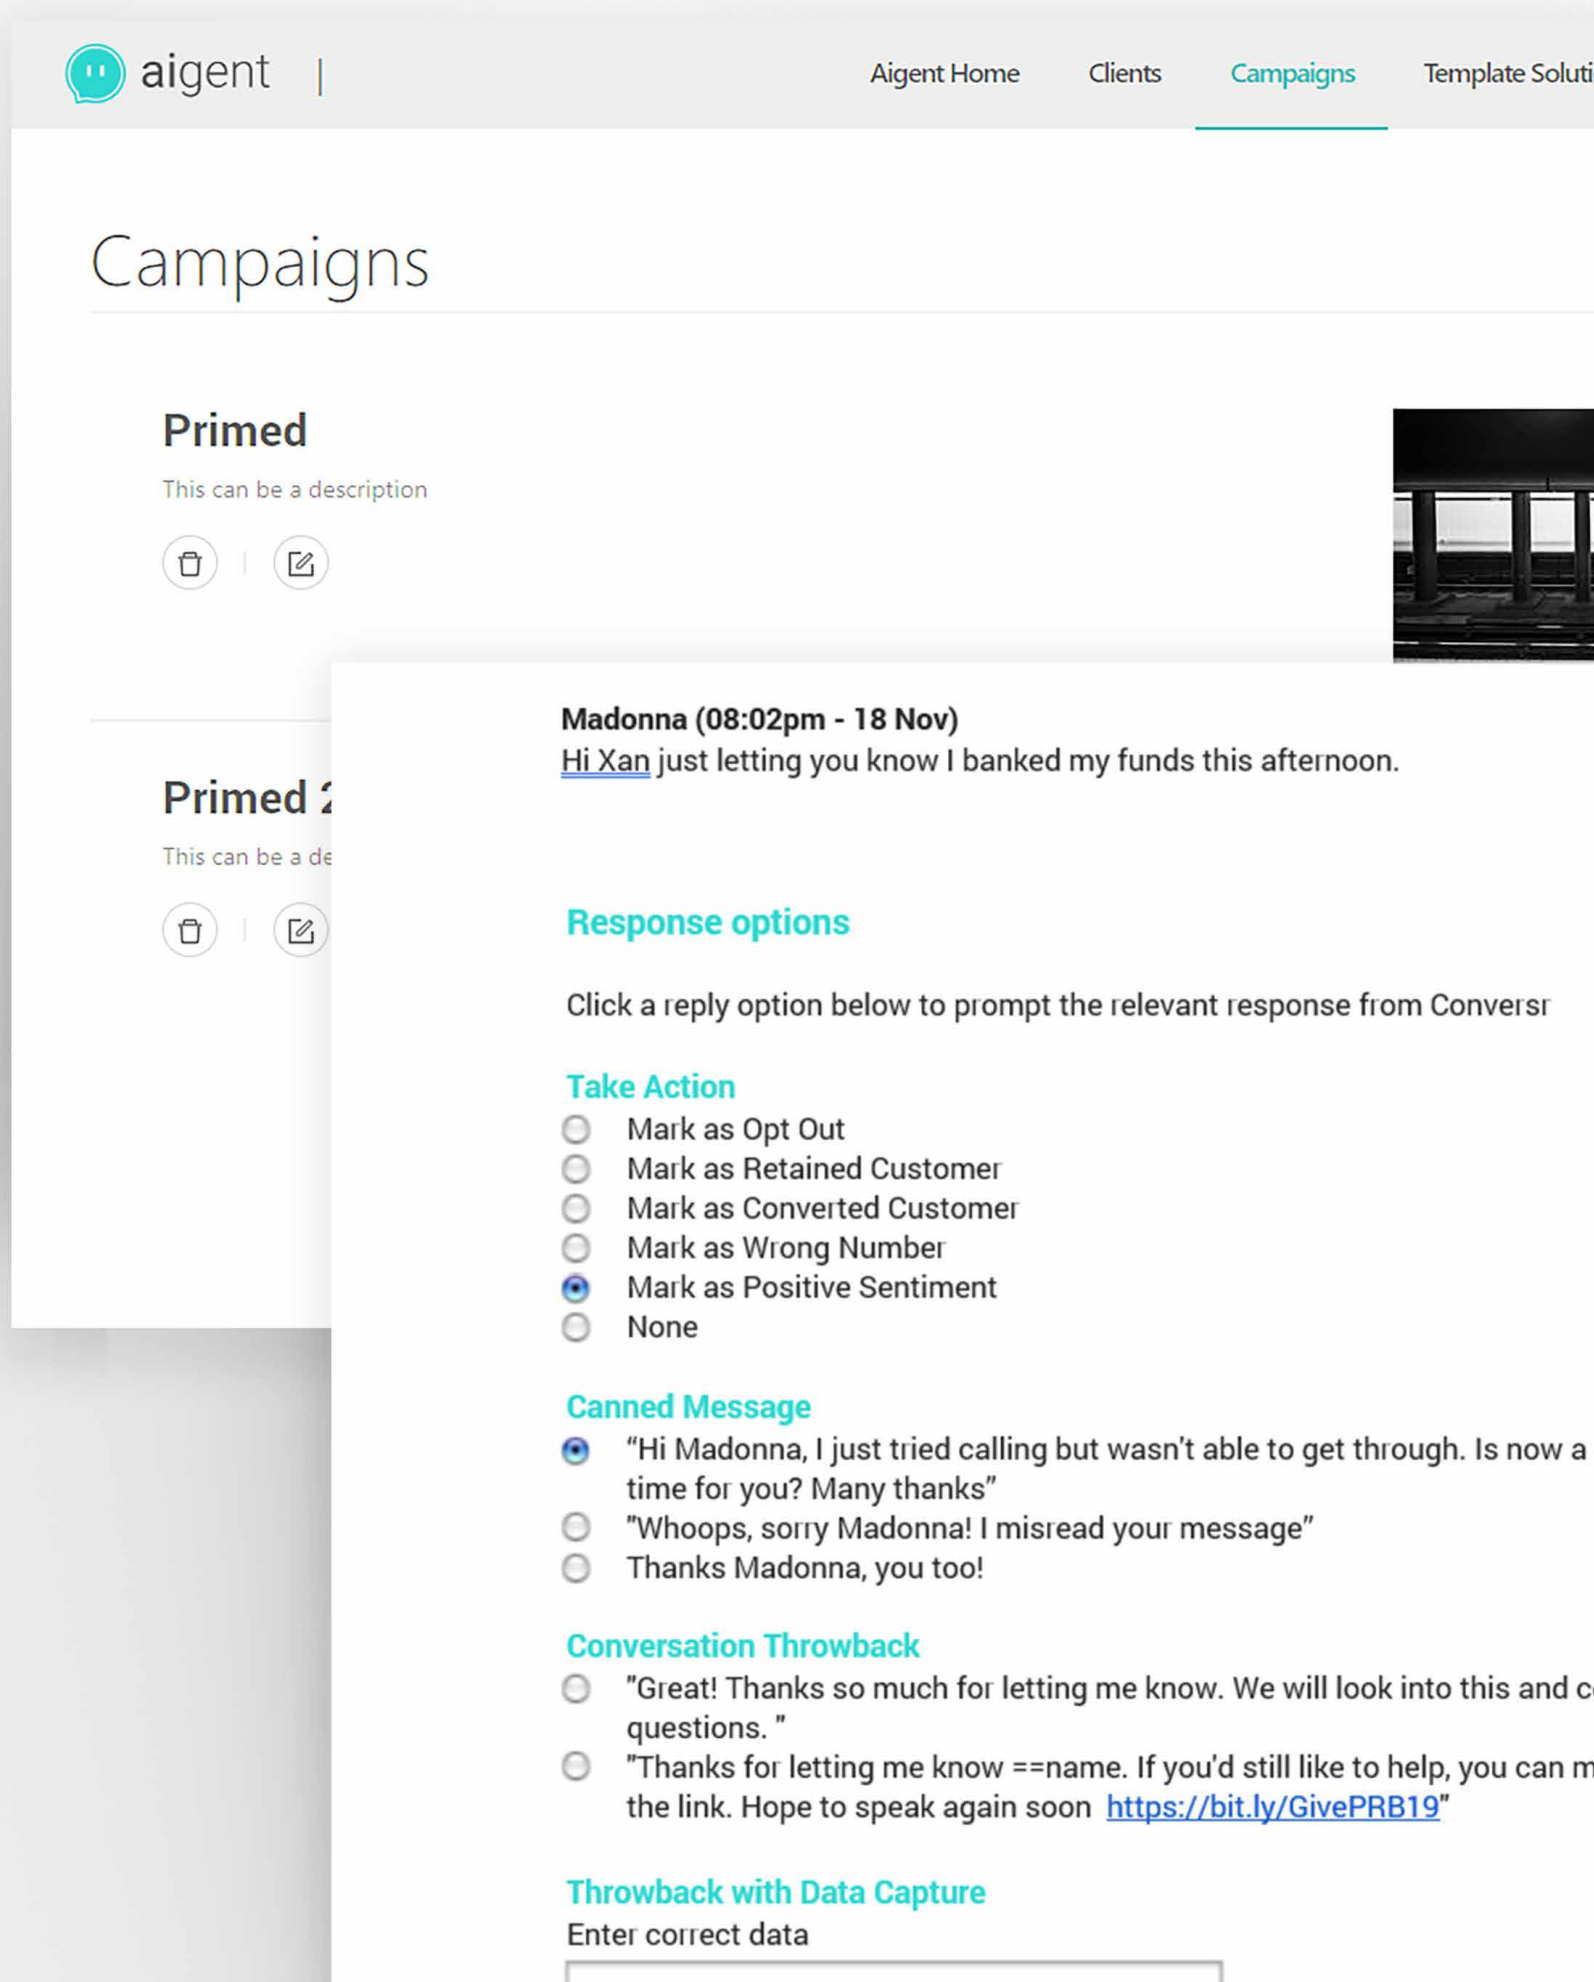 aigent |
Aigent Home Clients Campaigns Template
Campaigns
Primed
This can be a description
Primed
This can be a
Madonna (08:02pm - 18 Nov)
Hi Xan just letting you know I banked my funds this afternoon.
Response options
Click a reply option below to prompt the relevant response from Conversr
Take Action
Mark as Opt Out
Mark as Retained Customer
Mark as Converted Customer
Mark as Wrong Number
Mark as Positive Sentiment
None
Canned Message
“Hi Madonna, I just tried calling but wasn't able to get through. Is now a
time for you? Many thanks”
"Whoops, sorry Madonna! I misread your message”
Thanks Madonna, you too!
Conversation Throwback
"Great! Thanks so much for letting me know. We will look into this and
questions. "
"Thanks for letting me know ==name. If you'd still like to help, you can
the link. Hope to speak again soon https://bit.ly/GivePRB19”
Throwback with Data Capture
Enter correct data